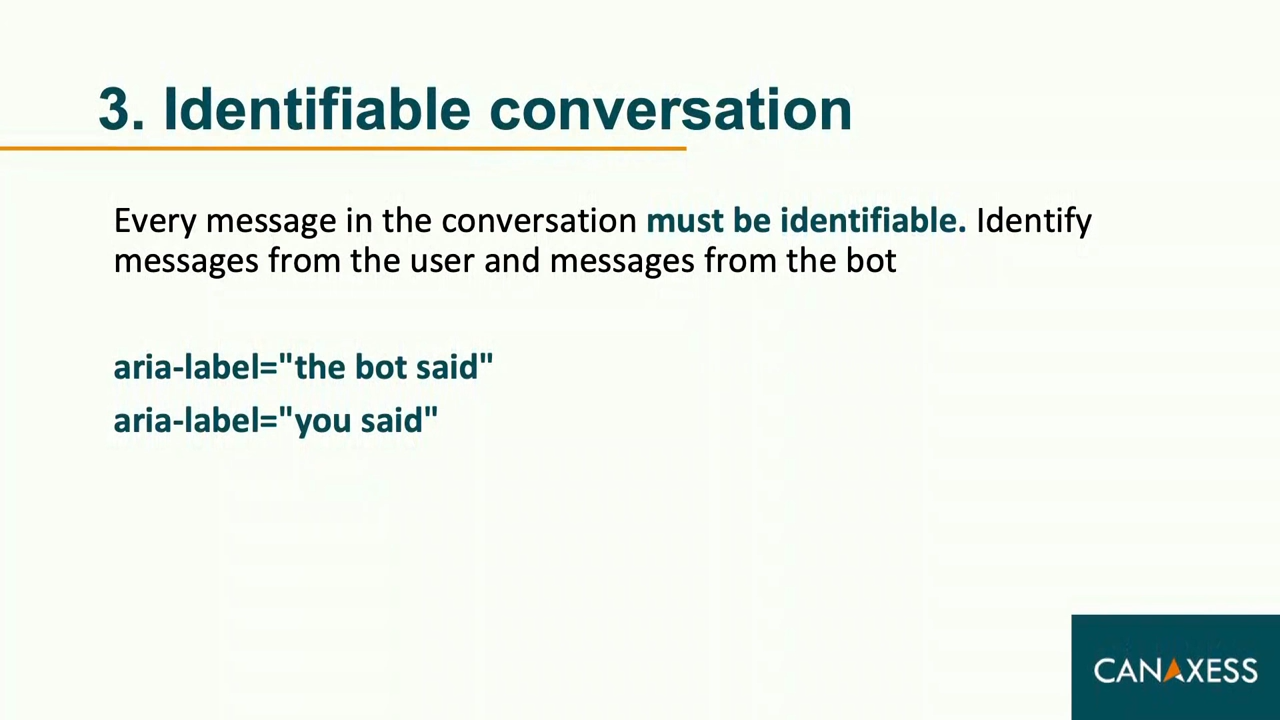 3. Identifiable conversation
Every message in the conversation must be identifiable. Identify
messages from the user and messages from the bot
aria-label="the bot said"
aria-label="you said"
CANAXESS